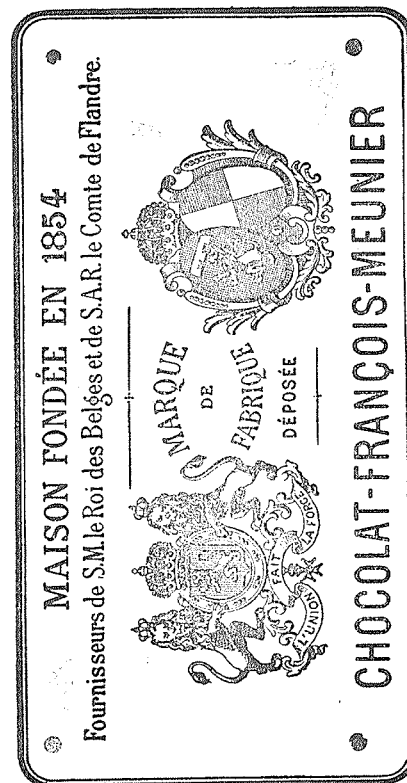 MAISON FONDÉE EN 1854
Fournisseurs de S.M. le Roi des Belges et de S.A.R. le Comte de Flandre.
MARQUE
DE
FABRIQUE
DÉPOSÉE
L'UNION FAIT LA FORCE
CHOCOLAT-FRANÇOIS-MEUNIER